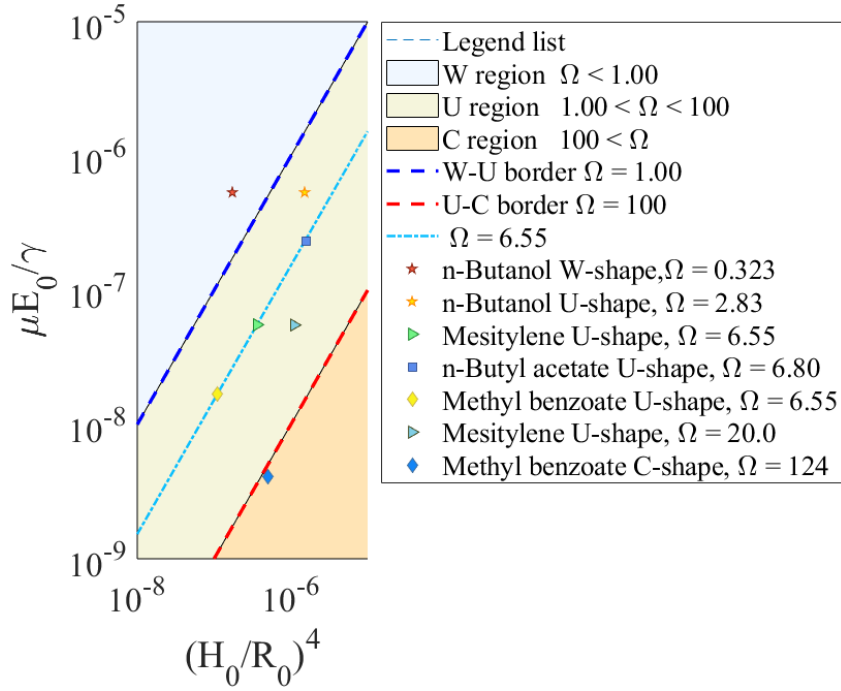 10^-5
10^-6
10^-7
10^-8
10^-9
μE_0/γ
10^-8
10^-6
(H_0/R_0)^4
Legend list
W region Ω < 1.00
U region 1.00 < Ω < 100
C region 100 < Ω
W-U border Ω = 1.00
U-C border Ω = 100
Ω = 6.55
n-Butanol W-shape,Ω = 0.323
n-Butanol U-shape, Ω = 2.83
Mesitylene U-shape, Ω = 6.55
n-Butyl acetate U-shape, Ω = 6.80
Methyl benzoate U-shape, Ω = 6.55
Mesitylene U-shape, Ω = 20.0
Methyl benzoate C-shape, Ω = 124